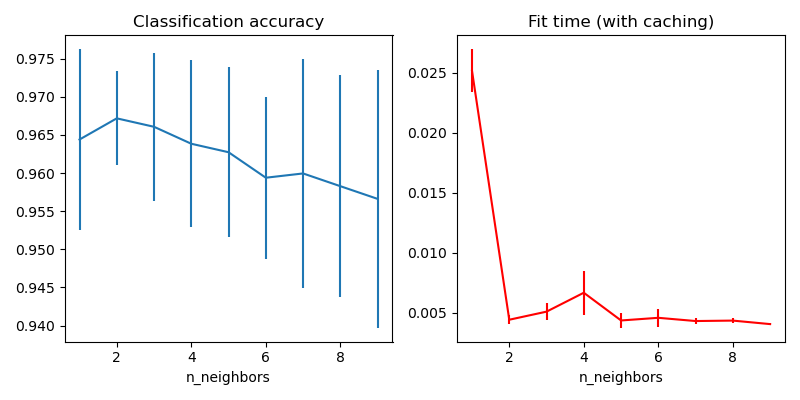 Classification accuracy
0.975
0.970
0.965
0.960
0.955
0.950
0.945
0.940
2 4 6 8
n_neighbors
Fit time (with caching)
0.025
0.020
0.015
0.010
0.005
2 4 6 8
n_neighbors